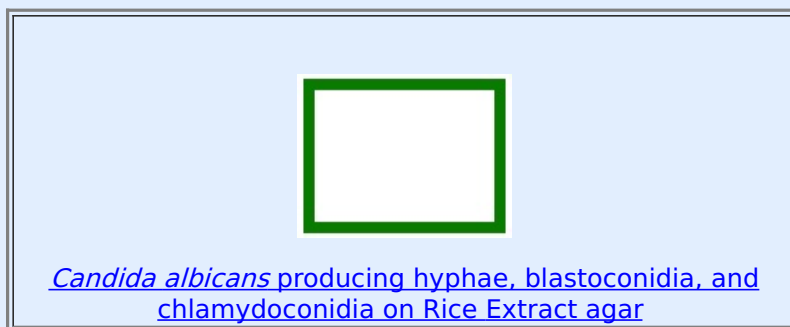 Candida albicans producing hyphae, blastoconidia, and
chlamydoconidia on Rice Extract agar